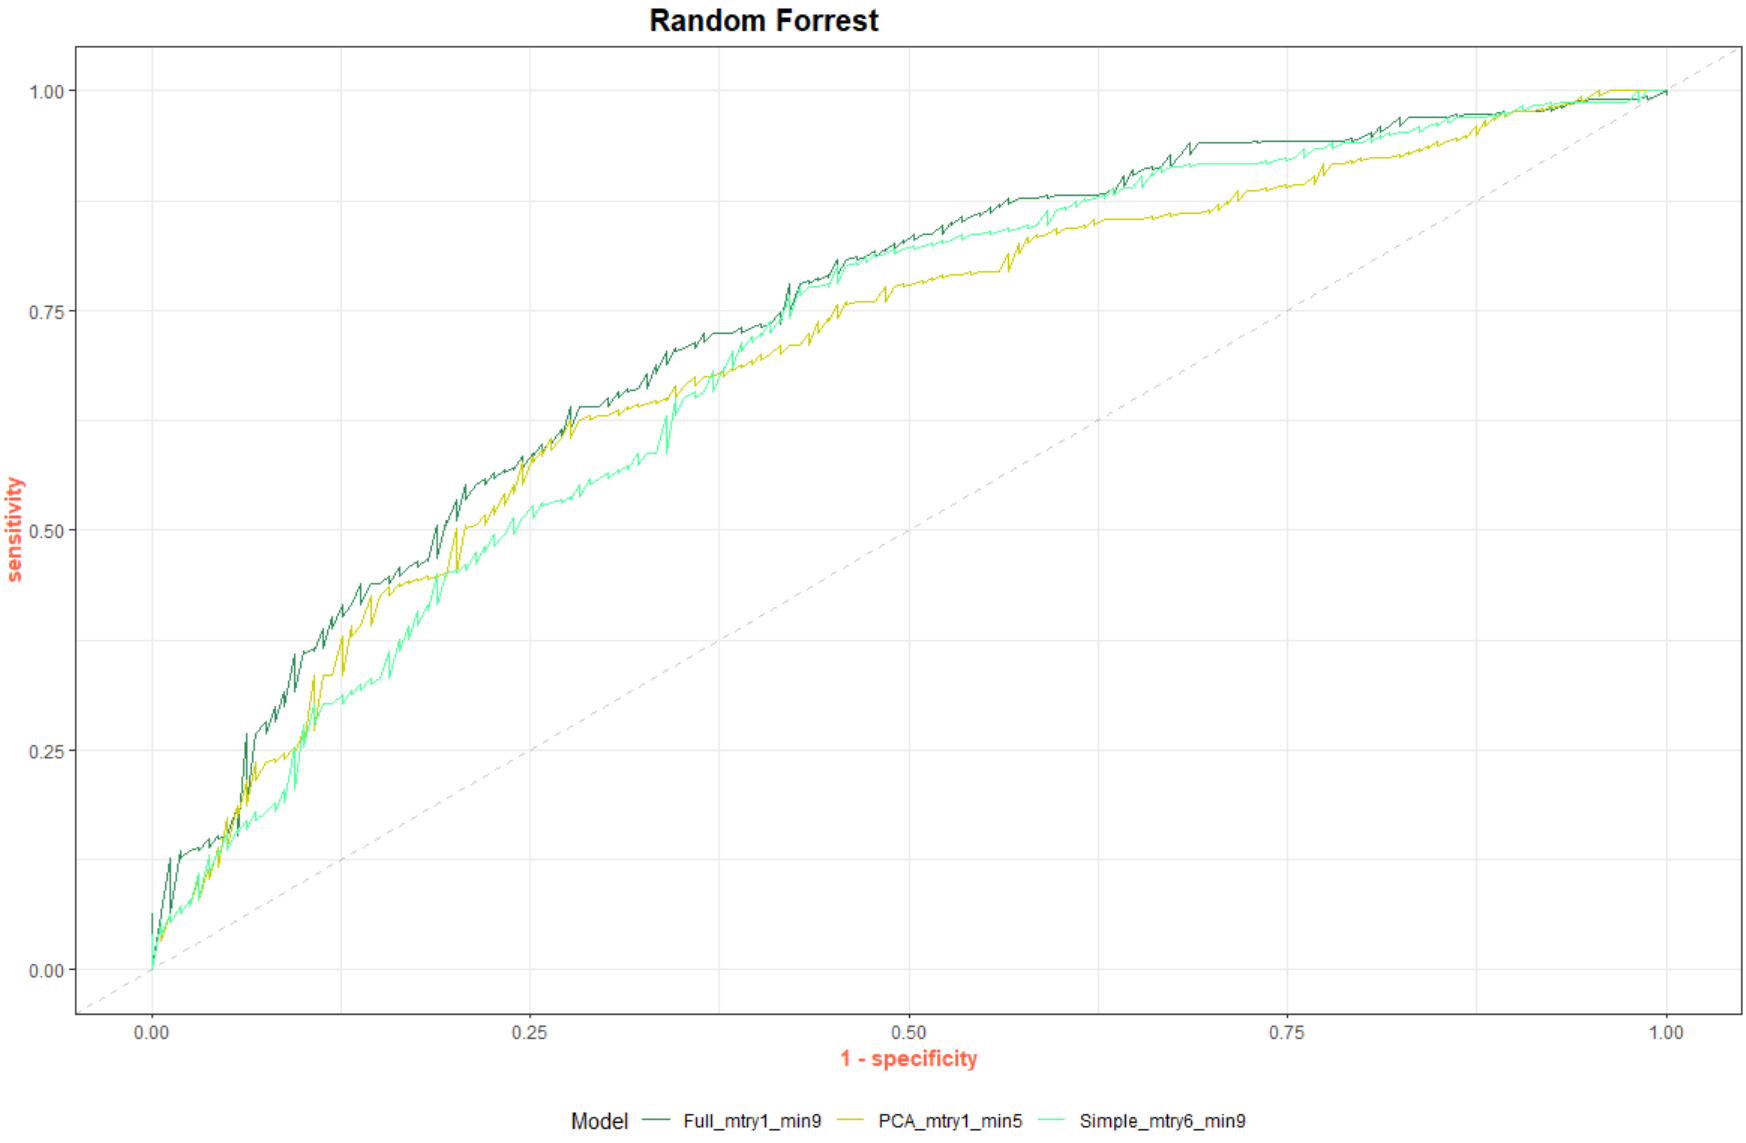 Random Forrest
1.00
0.75
0.50
0.25
0.00
sensitivity
0.00 0.25 0.50 0.75 1.00
1 - specificity
Model Full_mtry1_min9 PCA_mtry1_min5 Simple_mtry6_min9